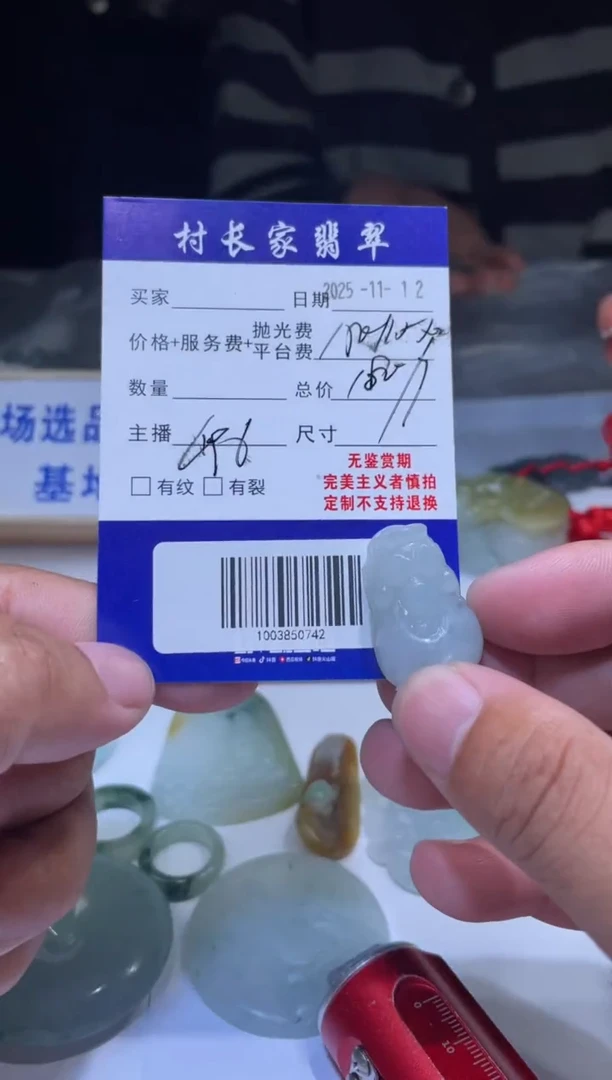 村长家翡翠
买家 日期 2025-11-12
价格+服务费+抛光费平台费
数量 总价
主播 尺寸
□有纹 □有裂
无鉴赏期
完美主义者慎拍
定制不支持退换
1003850742
场选品
基地
0
10